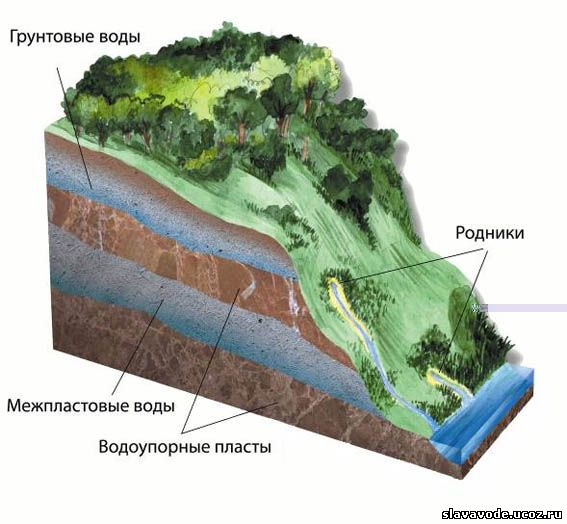 Грунтовые воды
Родники
Межпластовые воды
Водоупорные пласты
slavavode.ucoz.ru